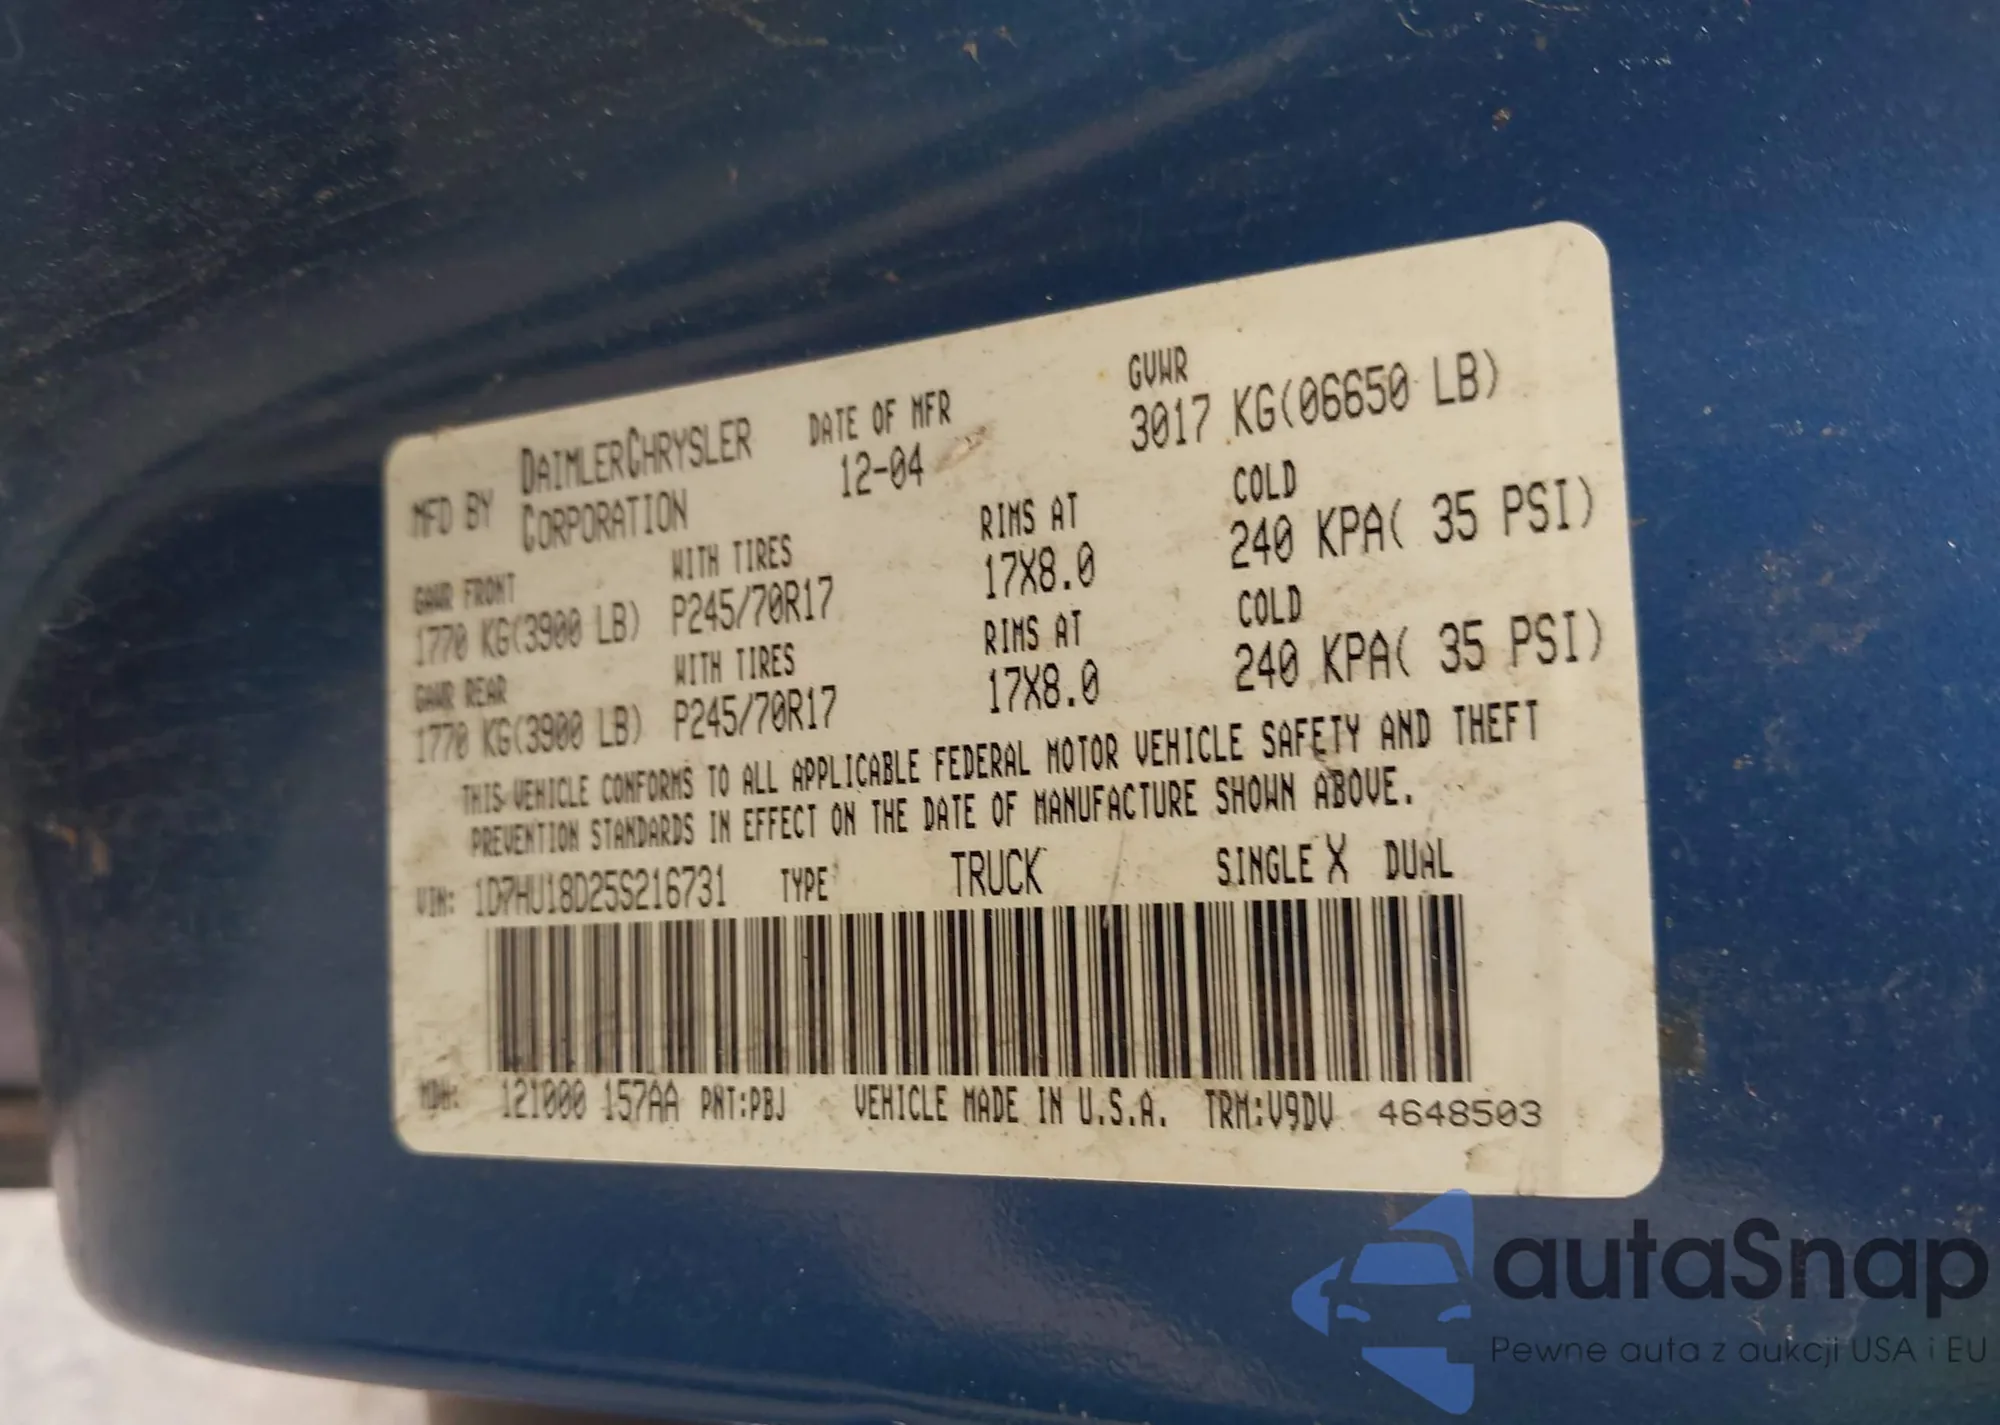 MFD BY DAIMLERCHRYSLER CORPORATION
DATE OF MFR
12-04
GVWR
3017 KG(06650 LB)
GAWR FRONT WITH TIRES RIMS AT COLD
1770 KG(3900 LB) P245/70R17 17X8.0 240 KPA( 35 PSI)
GAWR REAR WITH TIRES RIMS AT COLD
1770 KG(3900 LB) P245/70R17 17X8.0 240 KPA( 35 PSI)
THIS VEHICLE CONFORMS TO ALL APPLICABLE FEDERAL MOTOR VEHICLE SAFETY AND THEFT
PREVENTION STANDARDS IN EFFECT ON THE DATE OF MANUFACTURE SHOWN ABOVE.
VIN: 1D7HU18D25S216731 TYPE TRUCK SINGLE X DUAL
MDH: 121000 157AA PNT:PBJ VEHICLE MADE IN U.S.A. TRM:V9DV 4648503
autaSnap
Pewne auta z aukcji USA i EU